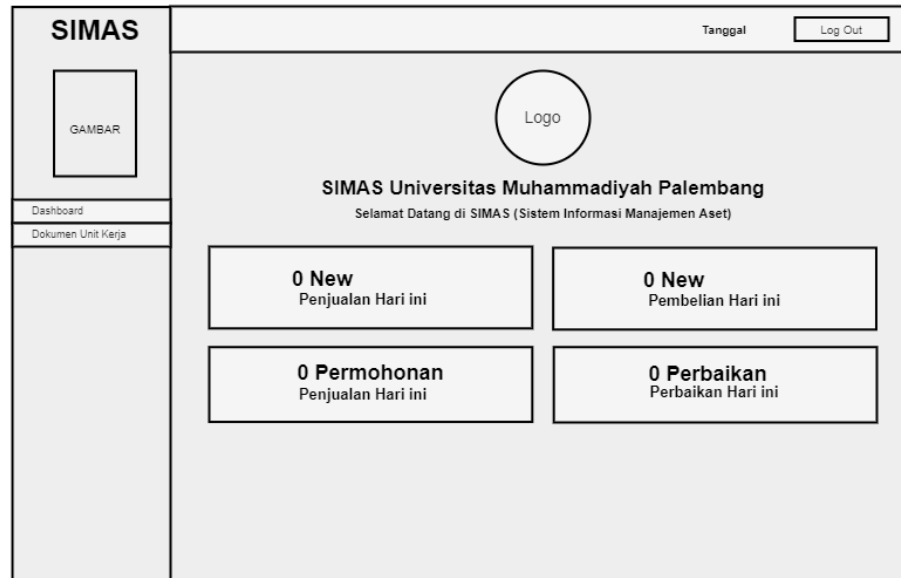 SIMAS
Tanggal
Log Out
GAMBAR
Dashboard
Dokumen Unit Kerja
Logo
SIMAS Universitas Muhammadiyah Palembang
Selamat Datang di SIMAS (Sistem Informasi Manajemen Aset)
0 New
Penjualan Hari ini
0 New
Pembelian Hari ini
0 Permohonan
Penjualan Hari ini
0 Perbaikan
Perbaikan Hari ini